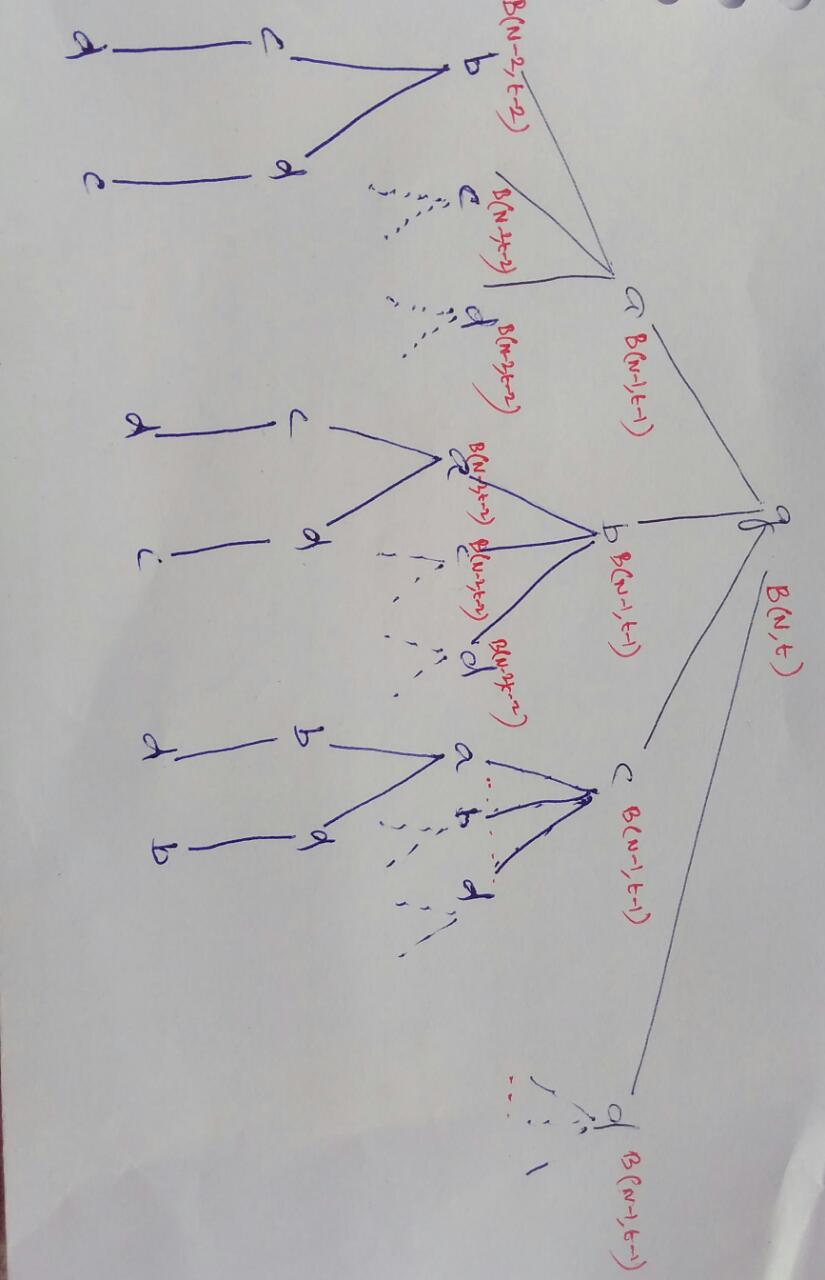 g B(N,t)
a B(N-1,t-1) b B(N-1,t-1) c B(N-1,t-1) d B(N-1,t-1)
B(N-2,t-2) B(N-2,t-2) B(N-2,t-2) B(N-2,t-2) B(N-2,t-2) B(N-2,t-2)
b c d a c d a b d
c d c d b d
d c d c d b